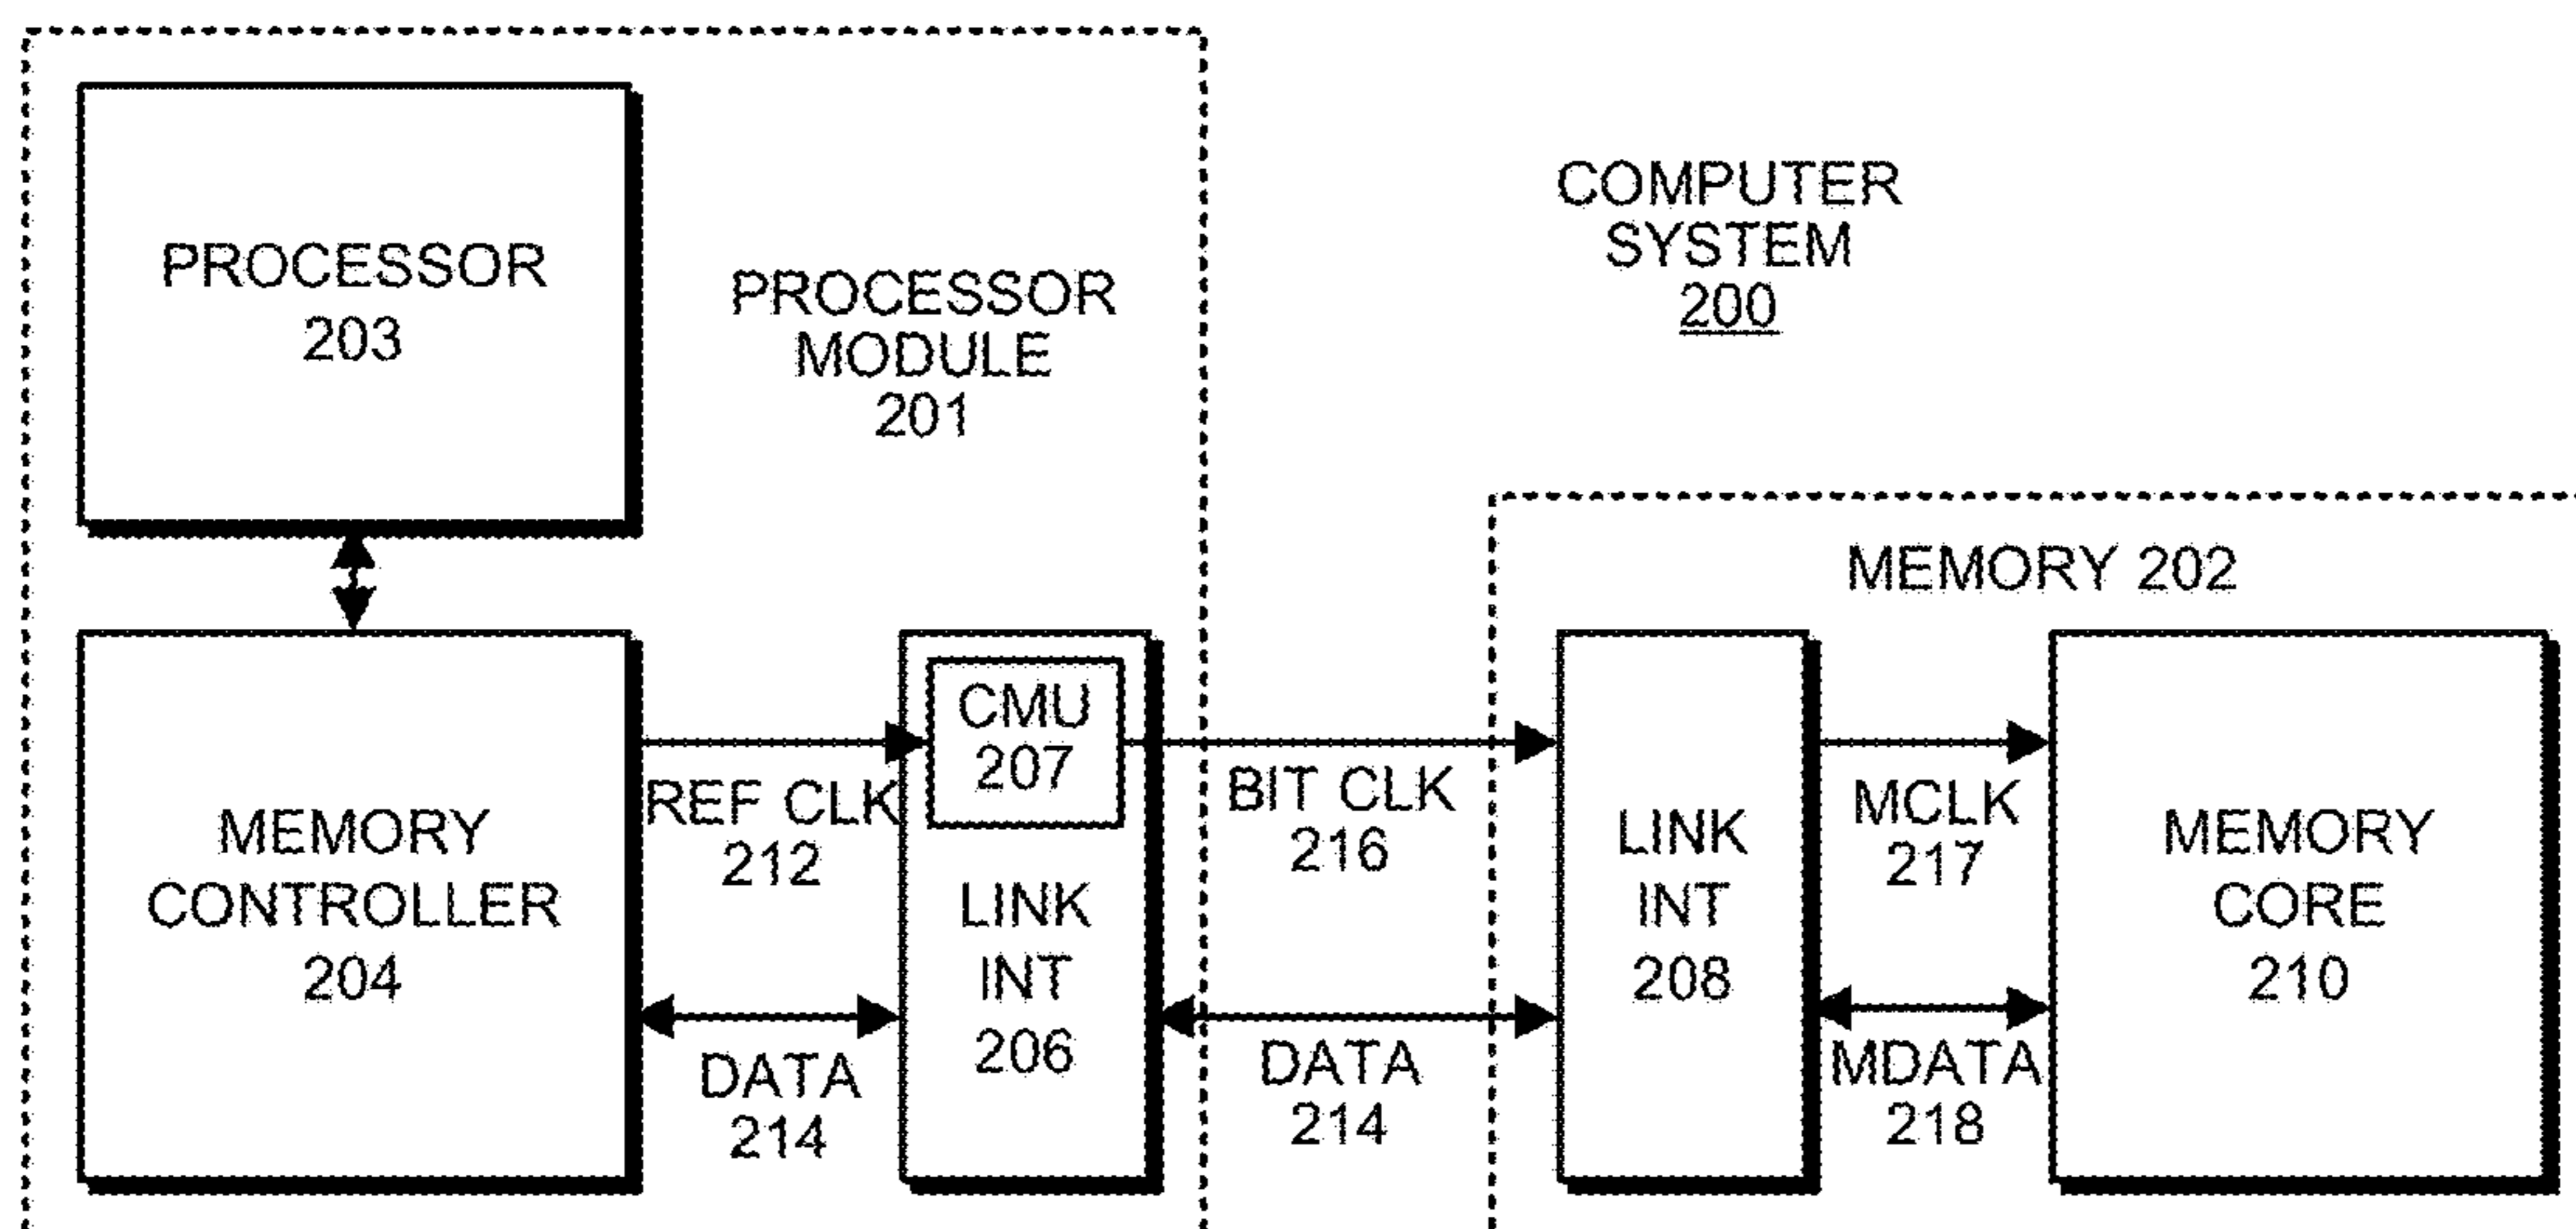 PROCESSOR
203
PROCESSOR
MODULE
201
COMPUTER
SYSTEM
200
MEMORY 202
MEMORY
CONTROLLER
204
REF CLK
212
DATA
214
CMU
207
LINK
INT
206
BIT CLK
216
DATA
214
LINK
INT
208
MCLK
217
MDATA
218
MEMORY
CORE
210